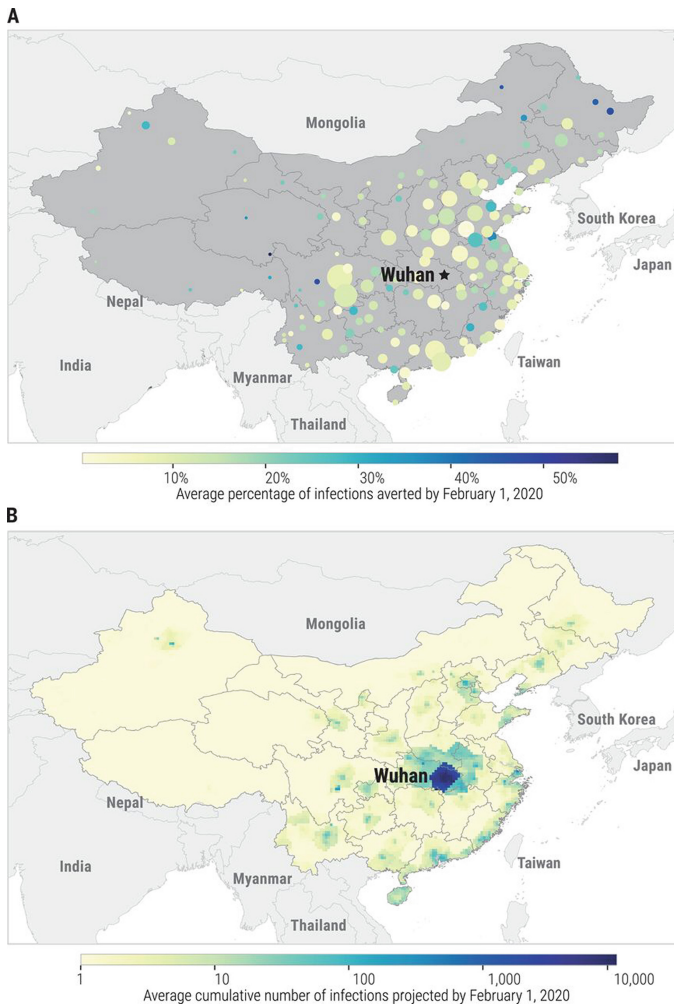 A
Mongolia
South Korea
Wuhan
Japan
Nepal
Taiwan
India
Myanmar
Thailand
10% 20% 30% 40% 50%
Average percentage of infections averted by February 1, 2020
B
Mongolia
South Korea
Wuhan
Japan
Nepal
Taiwan
India
Myanmar
Thailand
1 10 100 1,000 10,000
Average cumulative number of infections projected by February 1, 2020